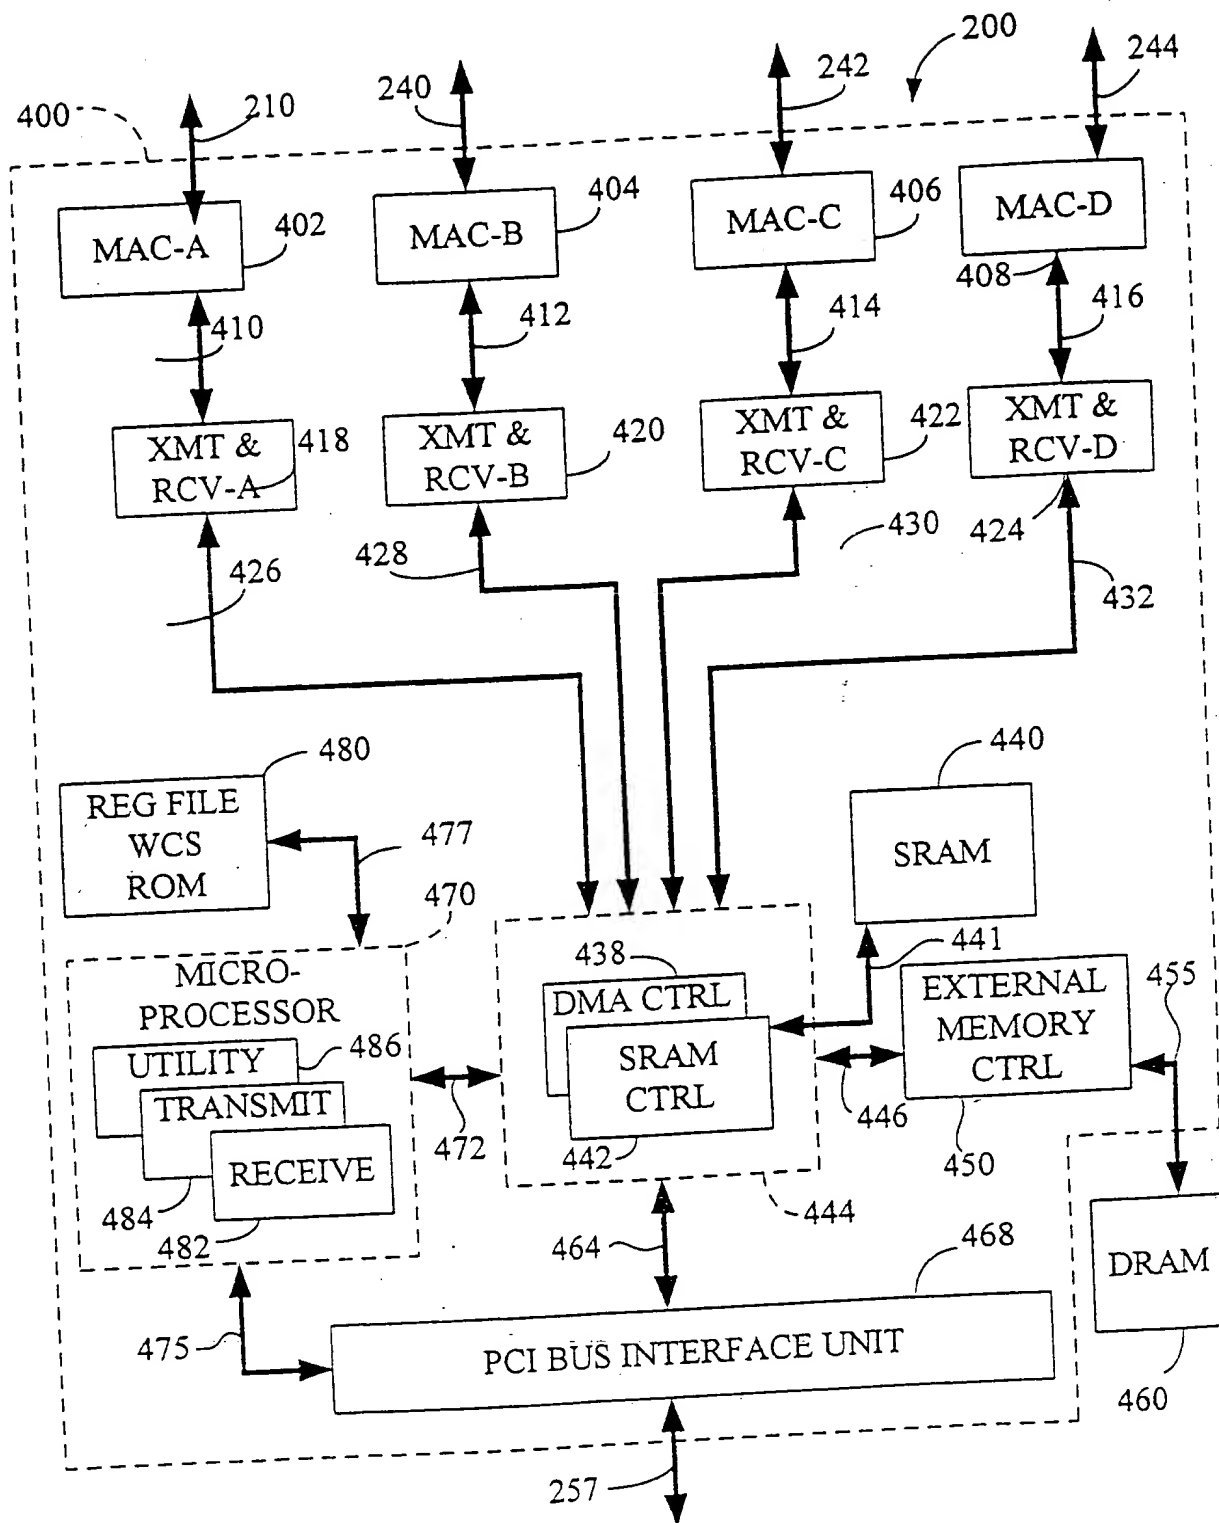 200
400
210
240
242
244
MAC-A
402
MAC-B
404
MAC-C
406
MAC-D
408
410
412
414
416
XMT &
RCV-A
418
XMT &
RCV-B
420
XMT &
RCV-C
422
XMT &
RCV-D
424
426
428
430
432
480
REG FILE
WCS
ROM
477
470
440
SRAM
441
MICRO-
PROCESSOR
UTILITY
486
TRANSMIT
RECEIVE
484
482
472
438
DMA CTRL
SRAM
CTRL
442
444
446
EXTERNAL
MEMORY
CTRL
450
455
DRAM
460
464
468
475
PCI BUS INTERFACE UNIT
257